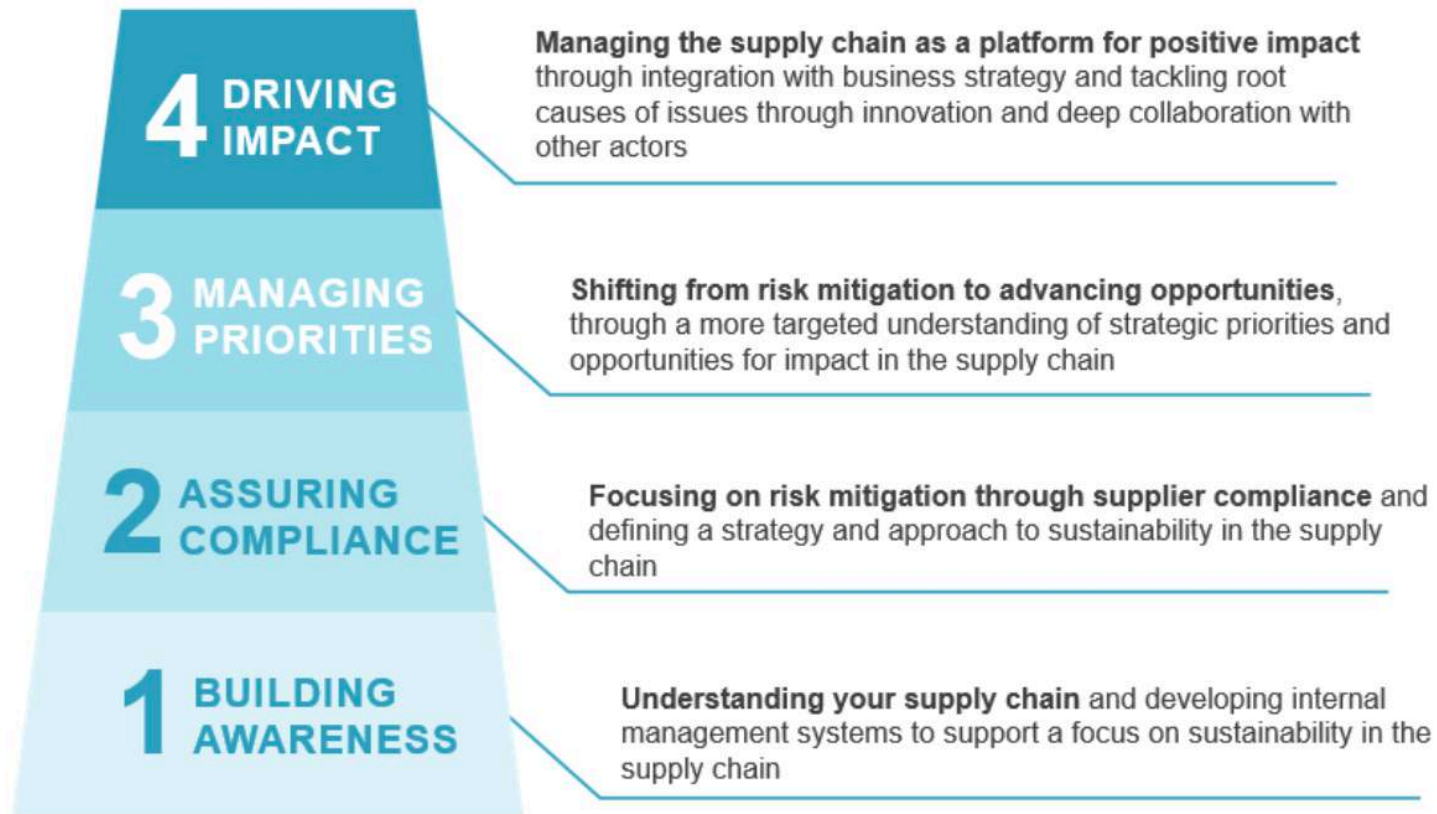 4 DRIVING
IMPACT
Managing the supply chain as a platform for positive impact
through integration with business strategy and tackling root
causes of issues through innovation and deep collaboration with
other actors
3 MANAGING
PRIORITIES
Shifting from risk mitigation to advancing opportunities,
through a more targeted understanding of strategic priorities and
opportunities for impact in the supply chain
2 ASSURING
COMPLIANCE
Focusing on risk mitigation through supplier compliance and
defining a strategy and approach to sustainability in the supply
chain
1 BUILDING
AWARENESS
Understanding your supply chain and developing internal
management systems to support a focus on sustainability in the
supply chain